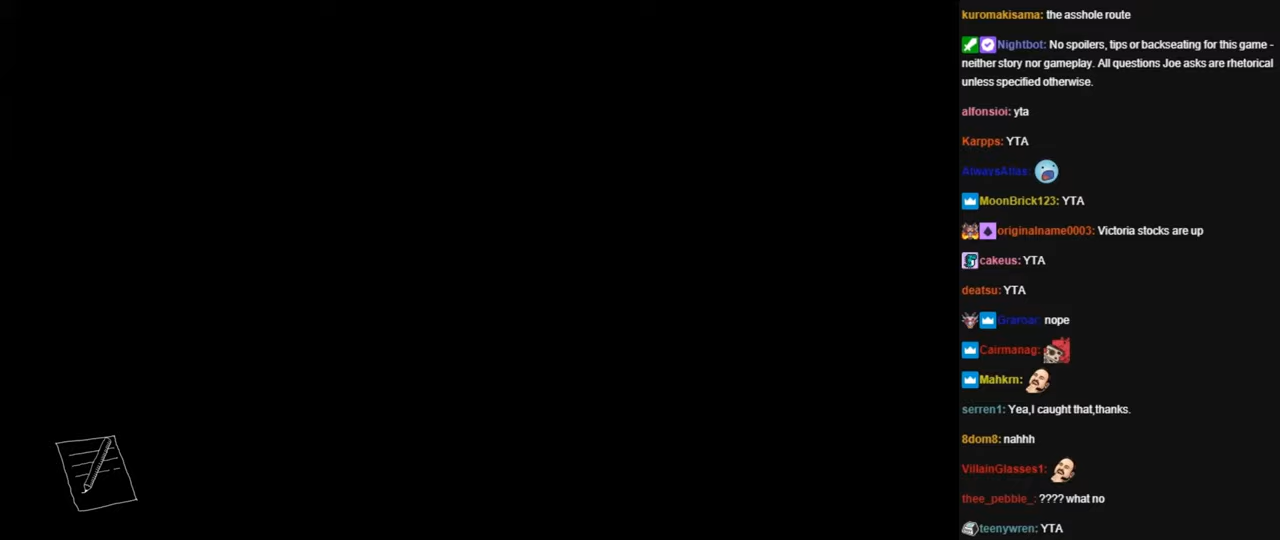 kuromakisama: the asshole route
Nightbot: No spoilers, tips or backseating for this game -
neither story nor gameplay. All questions Joe asks are rhetorical
unless specified otherwise.
alfonsioi: yta
Karpps: YTA
AlwaysAtlas:
MoonBrick123: YTA
originalname0003: Victoria stocks are up
cakeus: YTA
deatsu: YTA
Gramar: nope
Cairmanag:
Mahkrn:
serren1: Yea,I caught that,thanks.
8dom8: nahhh
VillainGlasses1:
thee_pebble_: ???? what no
teenywren: YTA